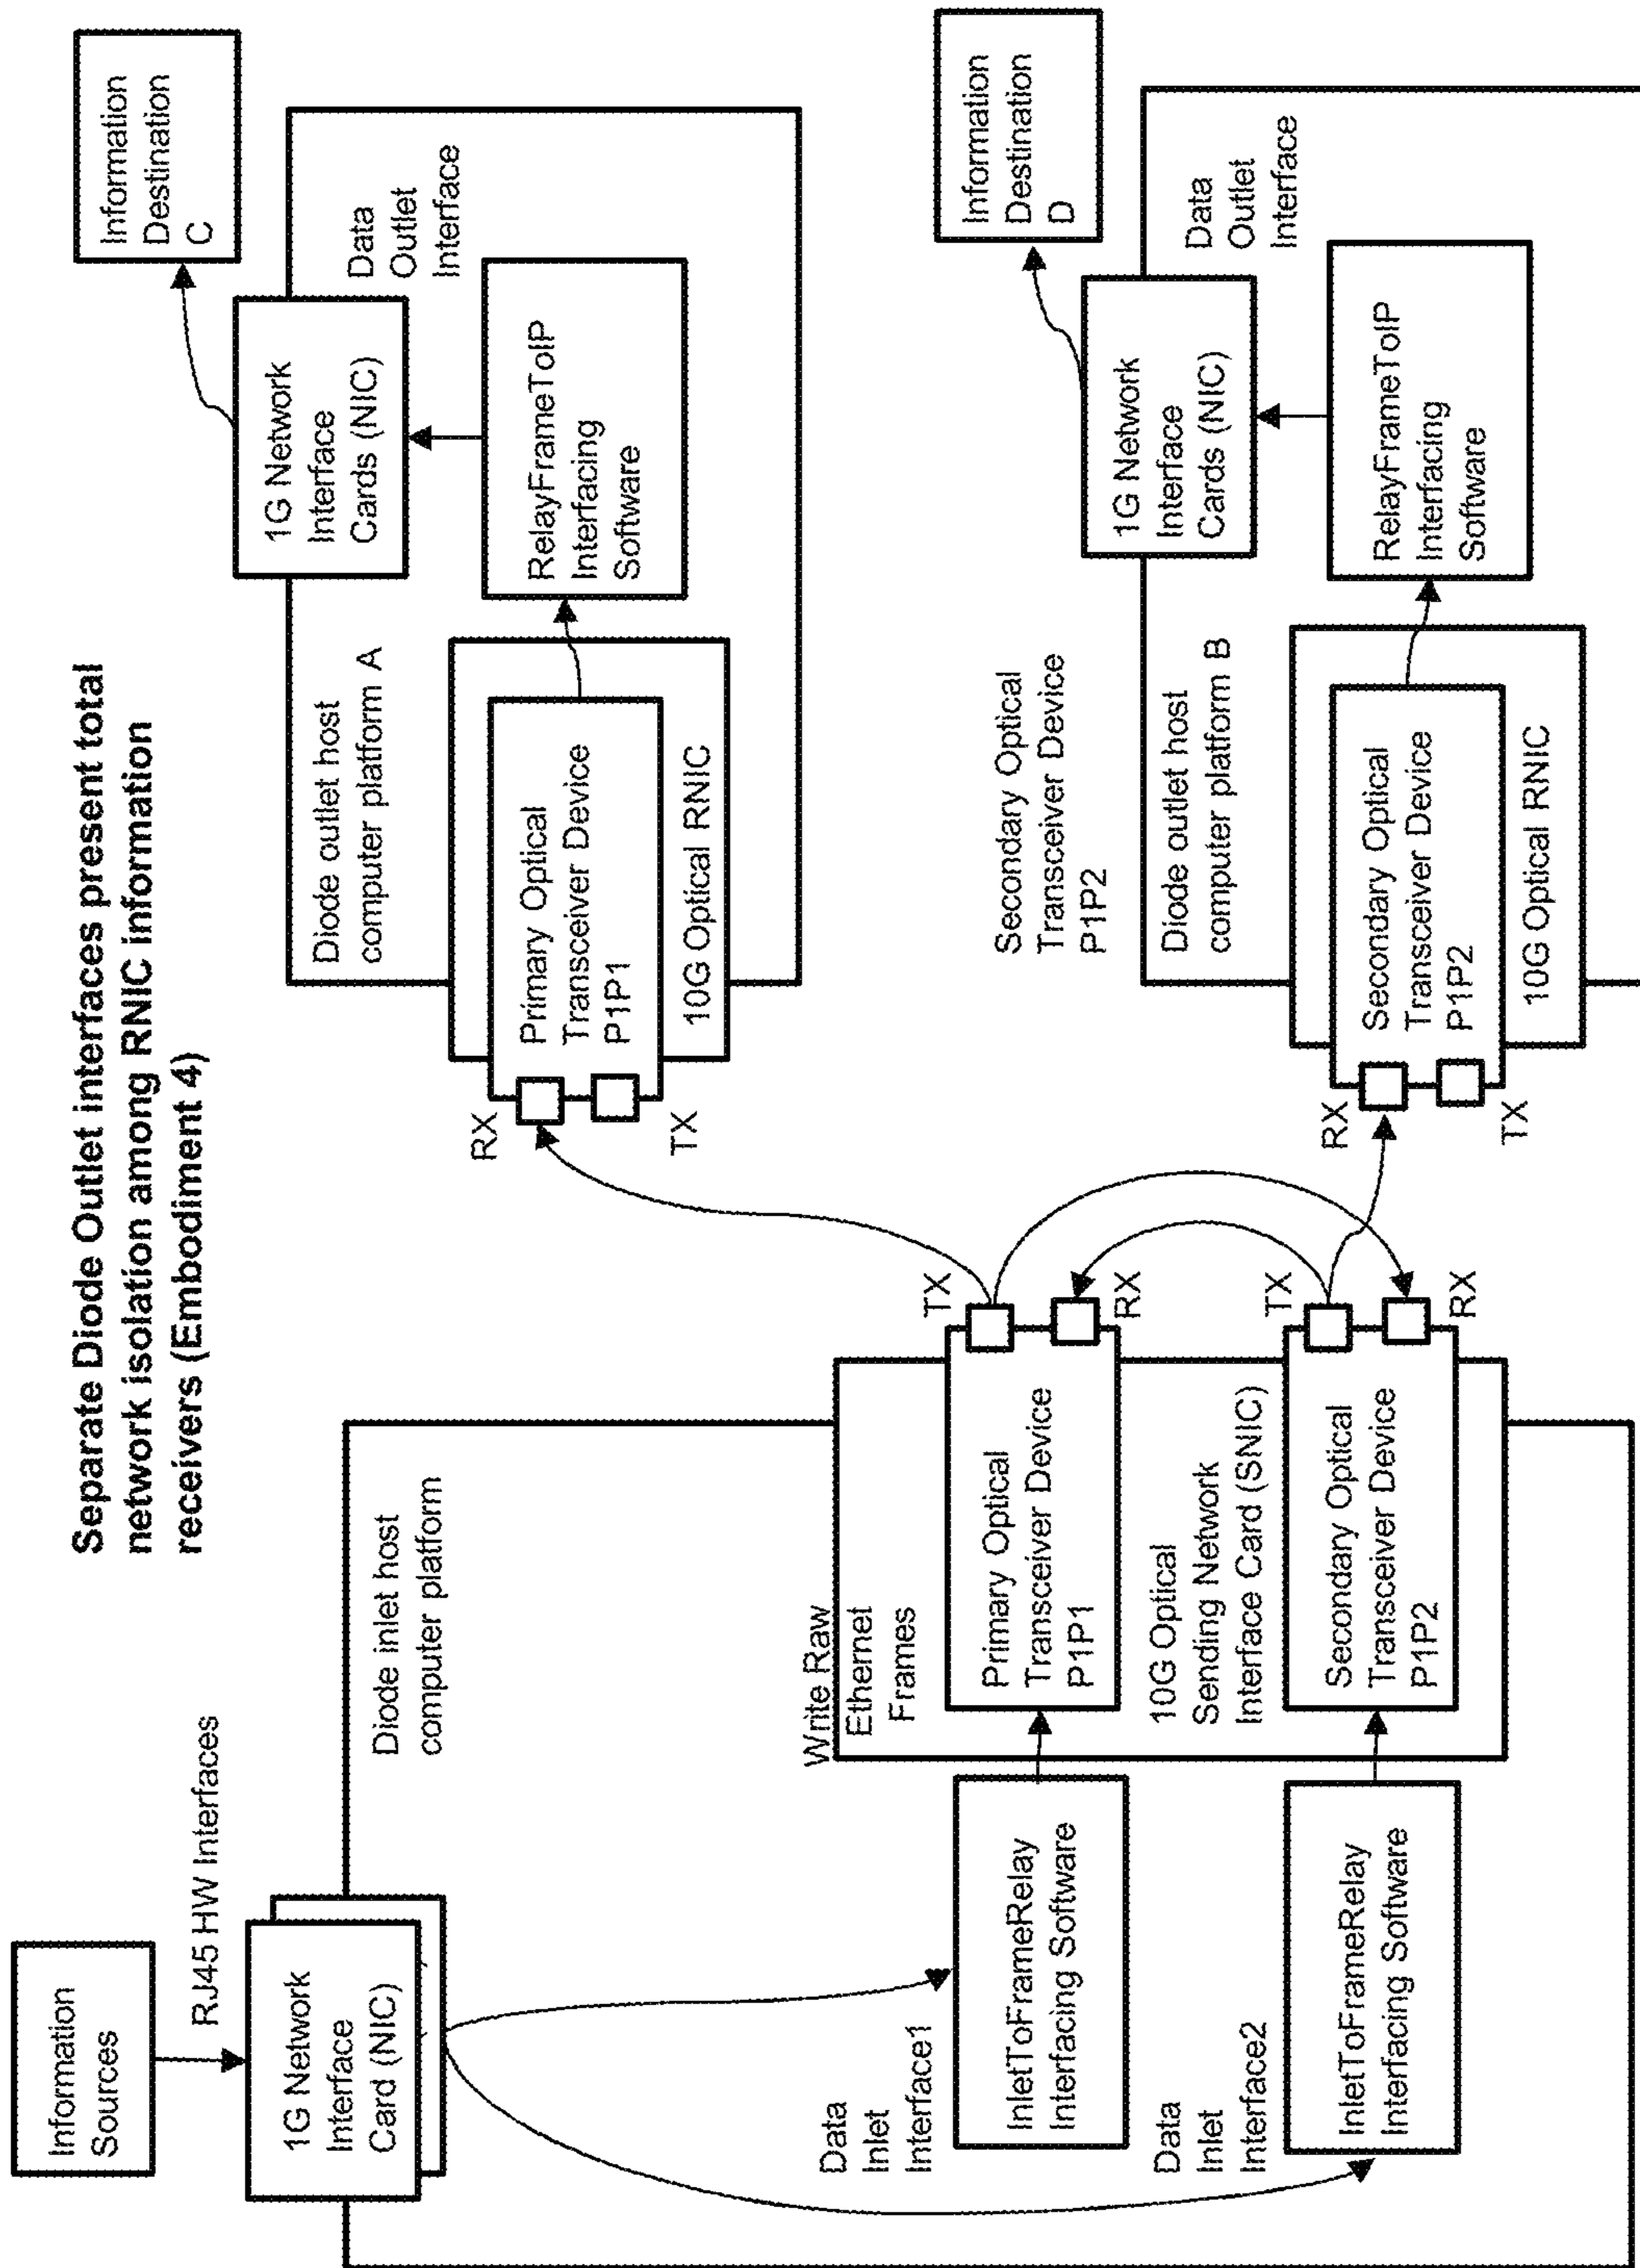 Separate Diode Outlet interfaces present total
network isolation among RNIC information
receivers (Embodiment 4)
Information
Sources
RJ45 HW Interfaces
1G Network
Interface
Card (NIC)
Diode inlet host
computer platform
Data
Inlet
Interface1
InletToFrameRelay
Interfacing Software
Data
Inlet
Interface2
InletToFrameRelay
Interfacing Software
Write Raw
Ethernet
Frames
Primary Optical
Transceiver Device
P1P1
10G Optical
Sending Network
Interface Card (SNIC)
Secondary Optical
Transceiver Device
P1P2
TX
RX
TX
RX
Information
Destination
C
1G Network
Interface
Cards (NIC)
Data
Outlet
Interface
Diode outlet host
computer platform A
RelayFrameToIP
Interfacing
Software
Primary Optical
Transceiver Device
P1P1
10G Optical RNIC
RX
TX
Secondary Optical
Transceiver Device
P1P2
Information
Destination
D
1G Network
Interface
Cards (NIC)
Data
Outlet
Interface
Diode outlet host
computer platform B
RelayFrameToIP
Interfacing
Software
Secondary Optical
Transceiver Device
P1P2
10G Optical RNIC
RX
TX